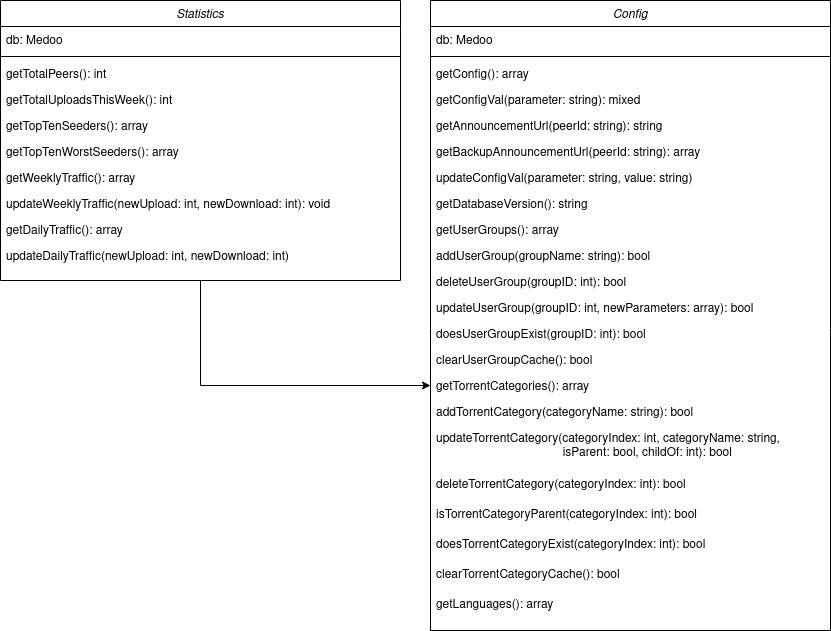 Statistics
db: Medoo
getTotalPeers(): int
getTotalUploadsThisWeek(): int
getTopTenSeeders(): array
getTopTenWorstSeeders(): array
getWeeklyTraffic(): array
updateWeeklyTraffic(newUpload: int, newDownload: int): void
getDailyTraffic(): array
updateDailyTraffic(newUpload: int, newDownload: int)
Config
db: Medoo
getConfig(): array
getConfigVal(parameter: string): mixed
getAnnouncementUrl(peerId: string): string
getBackupAnnouncementUrl(peerId: string): array
updateConfigVal(parameter: string, value: string)
getDatabaseVersion(): string
getUserGroups(): array
addUserGroup(groupName: string): bool
deleteUserGroup(groupID: int): bool
updateUserGroup(groupID: int, newParameters: array): bool
doesUserGroupExist(groupID: int): bool
clearUserGroupCache(): bool
getTorrentCategories(): array
addTorrentCategory(categoryName: string): bool
updateTorrentCategory(categoryIndex: int, categoryName: string,
isParent: bool, childOf: int): bool
deleteTorrentCategory(categoryIndex: int): bool
isTorrentCategoryParent(categoryIndex: int): bool
doesTorrentCategoryExist(categoryIndex: int): bool
clearTorrentCategoryCache(): bool
getLanguages(): array